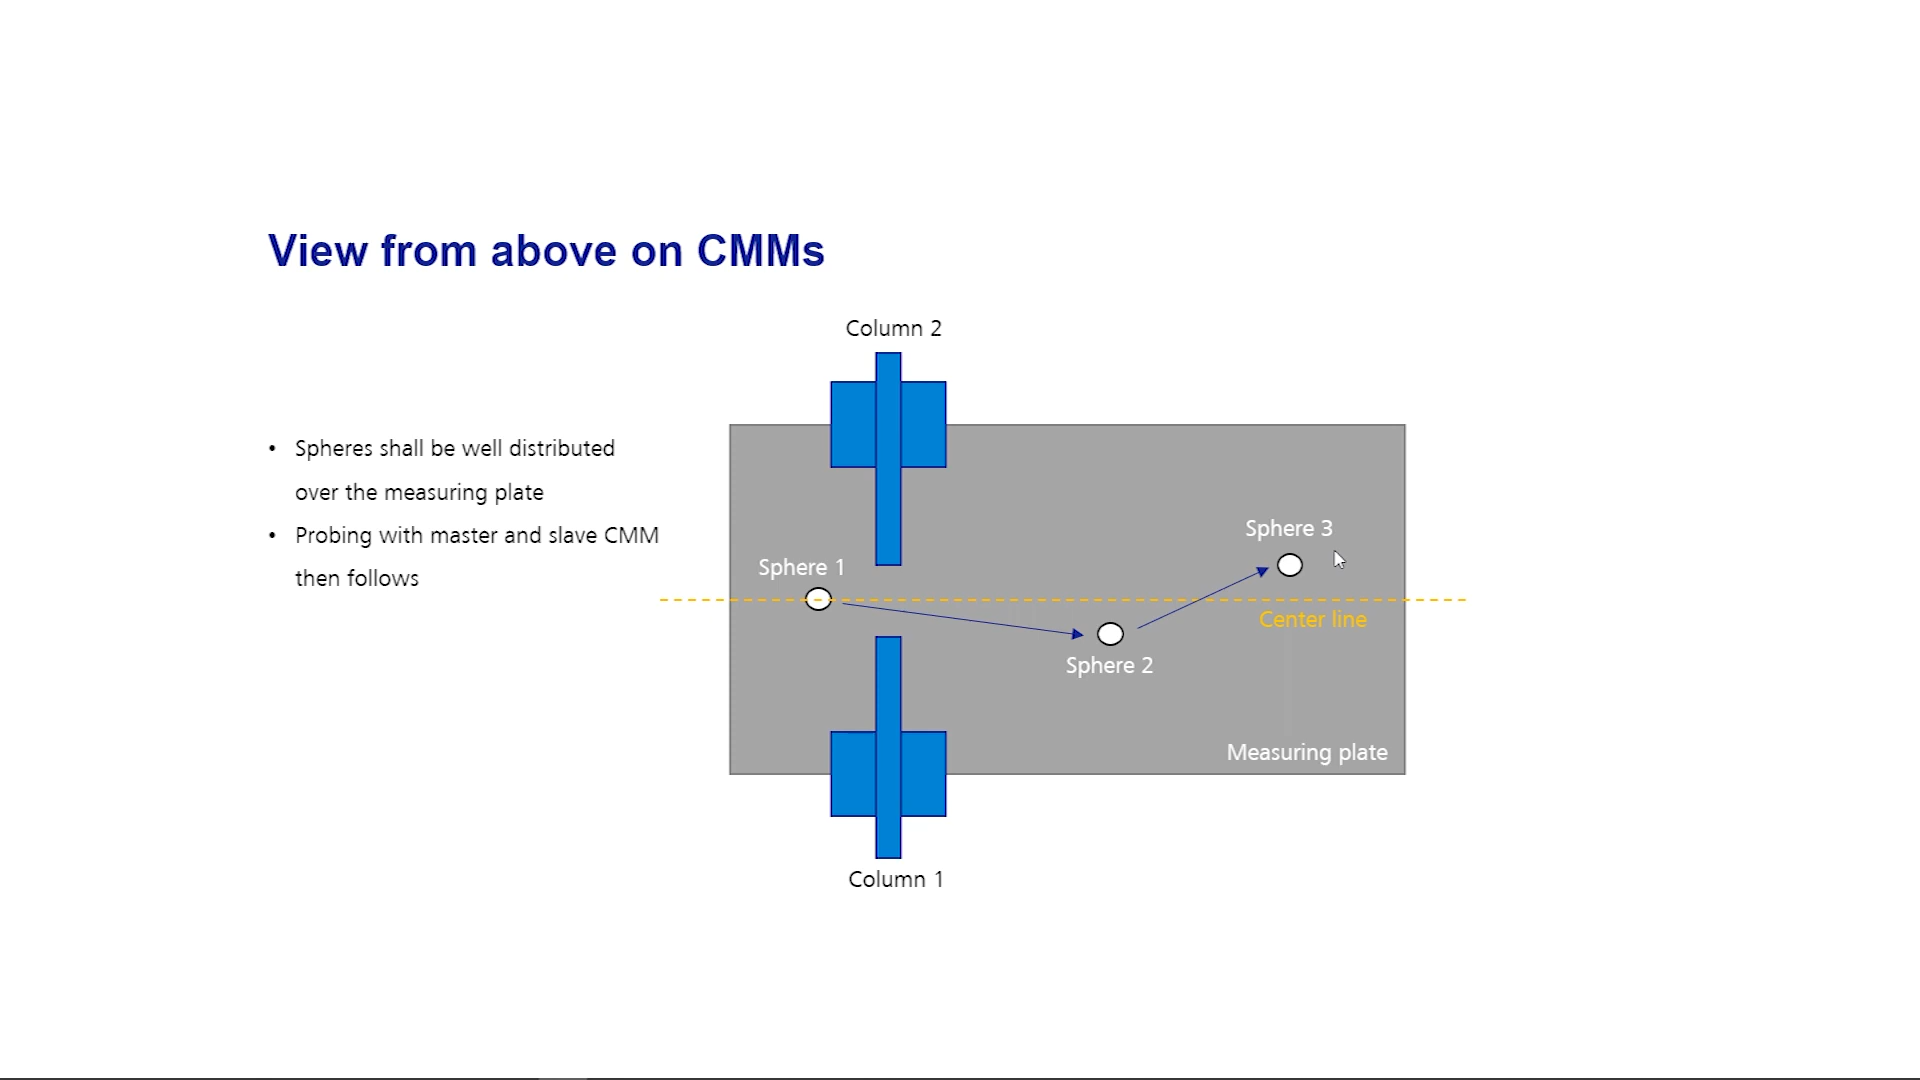 View from above on CMMs
Column 2
• Spheres shall be well distributed
over the measuring plate
• Probing with master and slave CMM
then follows
Sphere 3
Sphere 1
Center line
Sphere 2
Measuring plate
Column 1